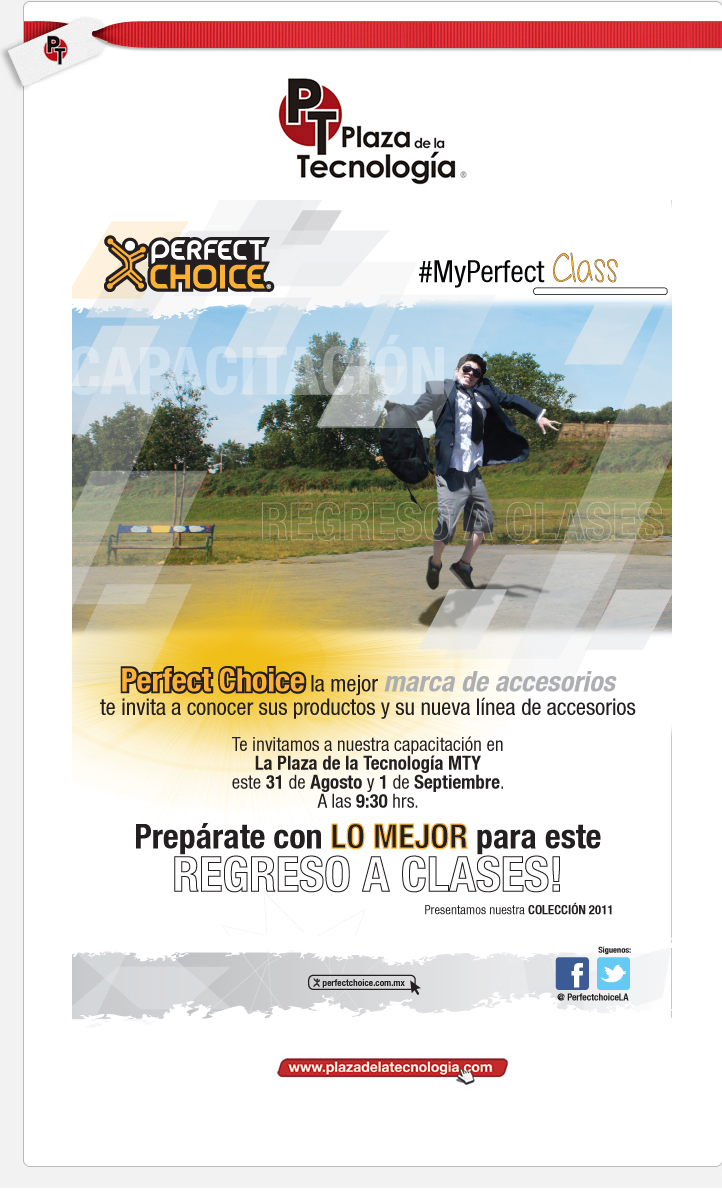 PT
PT Plaza de la
Tecnología ®
PERFECT
CHOICE®
#MyPerfect Class
CAPACITACIÓN
REGRESO A CLASES
Perfect Choice la mejor marca de accesorios
te invita a conocer sus productos y su nueva línea de accesorios
Te invitamos a nuestra capacitación en
La Plaza de la Tecnología MTY
este 31 de Agosto y 1 de Septiembre.
A las 9:30 hrs.
Prepárate con LO MEJOR para este
REGRESO A CLASES!
Presentamos nuestra COLECCIÓN 2011
Síguenos:
perfectchoice.com.mx
@ PerfectchoiceLA
www.plazadelatecnologia.com